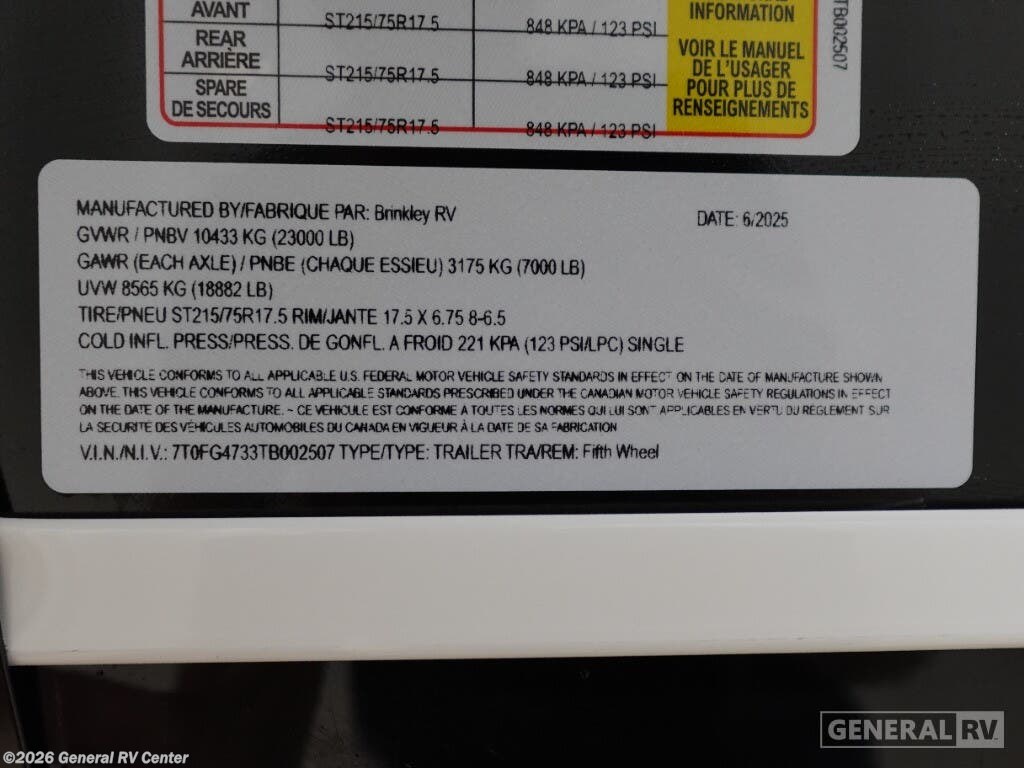 INFORMATION
AVANT ST215/75R17.5 848 KPA / 123 PSI
REAR
ARRIÈRE ST215/75R17.5 848 KPA / 123 PSI
SPARE
DE SECOURS ST215/75R17.5 848 KPA / 123 PSI
VOIR LE MANUEL
DE L'USAGER
POUR PLUS DE
RENSEIGNEMENTS
TB002507
MANUFACTURED BY/FABRIQUE PAR: Brinkley RV DATE: 6/2025
GVWR / PNBV 10433 KG (23000 LB)
GAWR (EACH AXLE) / PNBE (CHAQUE ESSIEU) 3175 KG (7000 LB)
UVW 8565 KG (18882 LB)
TIRE/PNEU ST215/75R17.5 RIM/JANTE 17.5 X 6.75 8-6.5
COLD INFL. PRESS/PRESS. DE GONFL. A FROID 221 KPA (123 PSI/LPC) SINGLE
THIS VEHICLE CONFORMS TO ALL APPLICABLE U.S. FEDERAL MOTOR VEHICLE SAFETY STANDARDS IN EFFECT ON THE DATE OF MANUFACTURE SHOWN
ABOVE. THIS VEHICLE CONFORMS TO ALL APPLICABLE STANDARDS PRESCRIBED UNDER THE CANADIAN MOTOR VEHICLE SAFETY REGULATIONS IN EFFECT
ON THE DATE OF THE MANUFACTURE. ~ CE VEHICULE EST CONFORME A TOUTES LES NORMES QUI LUI SONT APPLICABLES EN VERTU DU RÈGLEMENT SUR
LA SECURITE DES VÉHICULES AUTOMOBILES DU CANADA EN VIGUEUR À LA DATE DE SA FABRICATION
V.I.N./N.I.V.: 7T0FG4733TB002507 TYPE/TYPE: TRAILER TRA/REM: Fifth Wheel
GENERAL RV
©2026 General RV Center